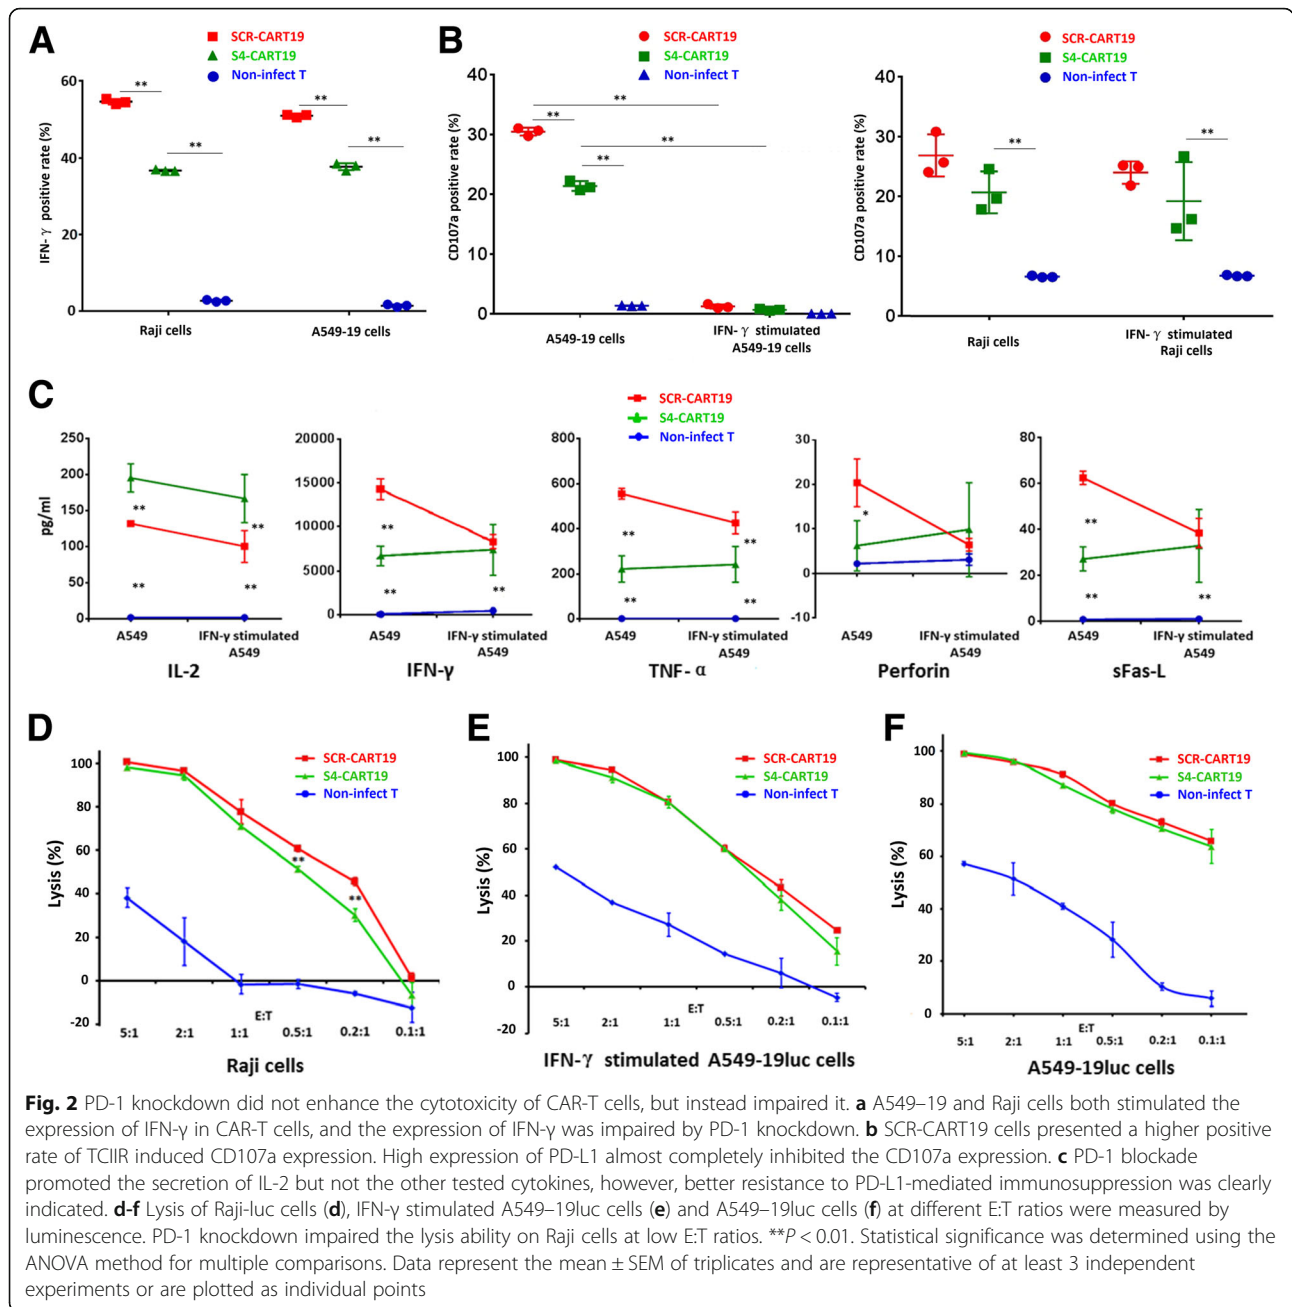 A
SCR-CART19
S4-CART19
Non-infect T
IFN-γ positive rate (%)
60
40
20
0
**
**
**
**
Raji cells
A549-19 cells
B
SCR-CART19
S4-CART19
Non-infect T
CD107a positive rate (%)
40
30
20
10
0
**
**
**
**
A549-19 cells
IFN-γ stimulated
A549-19 cells
SCR-CART19
S4-CART19
Non-infect T
CD107a positive rate (%)
40
30
20
10
0
**
**
Raji cells
IFN-γ stimulated
Raji cells
C
SCR-CART19
S4-CART19
Non-infect T
pg/ml
250
200
150
100
50
0
**
**
**
**
A549
IFN-γ stimulated
A549
IL-2
20000
15000
10000
5000
0
**
**
**
A549
IFN-γ stimulated
A549
IFN-γ
800
600
400
200
0
**
**
**
**
A549
IFN-γ stimulated
A549
TNF-α
30
20
10
0
-10
*
A549
IFN-γ stimulated
A549
Perforin
80
60
40
20
0
**
**
**
A549
IFN-γ stimulated
A549
sFas-L
D
SCR-CART19
S4-CART19
Non-infect T
Lysis (%)
100
80
60
40
20
0
-20
**
**
E:T
5:1 2:1 1:1 0.5:1 0.2:1 0.1:1
Raji cells
E
SCR-CART19
S4-CART19
Non-infect T
Lysis (%)
100
80
60
40
20
0
-20
E:T
5:1 2:1 1:1 0.5:1 0.2:1 0.1:1
IFN-γ stimulated A549-19luc cells
F
SCR-CART19
S4-CART19
Non-infect T
Lysis (%)
100
80
60
40
20
0
E:T
5:1 2:1 1:1 0.5:1 0.2:1 0.1:1
A549-19luc cells
Fig. 2 PD-1 knockdown did not enhance the cytotoxicity of CAR-T cells, but instead impaired it. a A549–19 and Raji cells both stimulated the
expression of IFN-γ in CAR-T cells, and the expression of IFN-γ was impaired by PD-1 knockdown. b SCR-CART19 cells presented a higher positive
rate of TCIIR induced CD107a expression. High expression of PD-L1 almost completely inhibited the CD107a expression. c PD-1 blockade
promoted the secretion of IL-2 but not the other tested cytokines, however, better resistance to PD-L1-mediated immunosuppression was clearly
indicated. d-f Lysis of Raji-luc cells (d), IFN-γ stimulated A549–19luc cells (e) and A549–19luc cells (f) at different E:T ratios were measured by
luminescence. PD-1 knockdown impaired the lysis ability on Raji cells at low E:T ratios. **P < 0.01. Statistical significance was determined using the
ANOVA method for multiple comparisons. Data represent the mean ± SEM of triplicates and are representative of at least 3 independent
experiments or are plotted as individual points